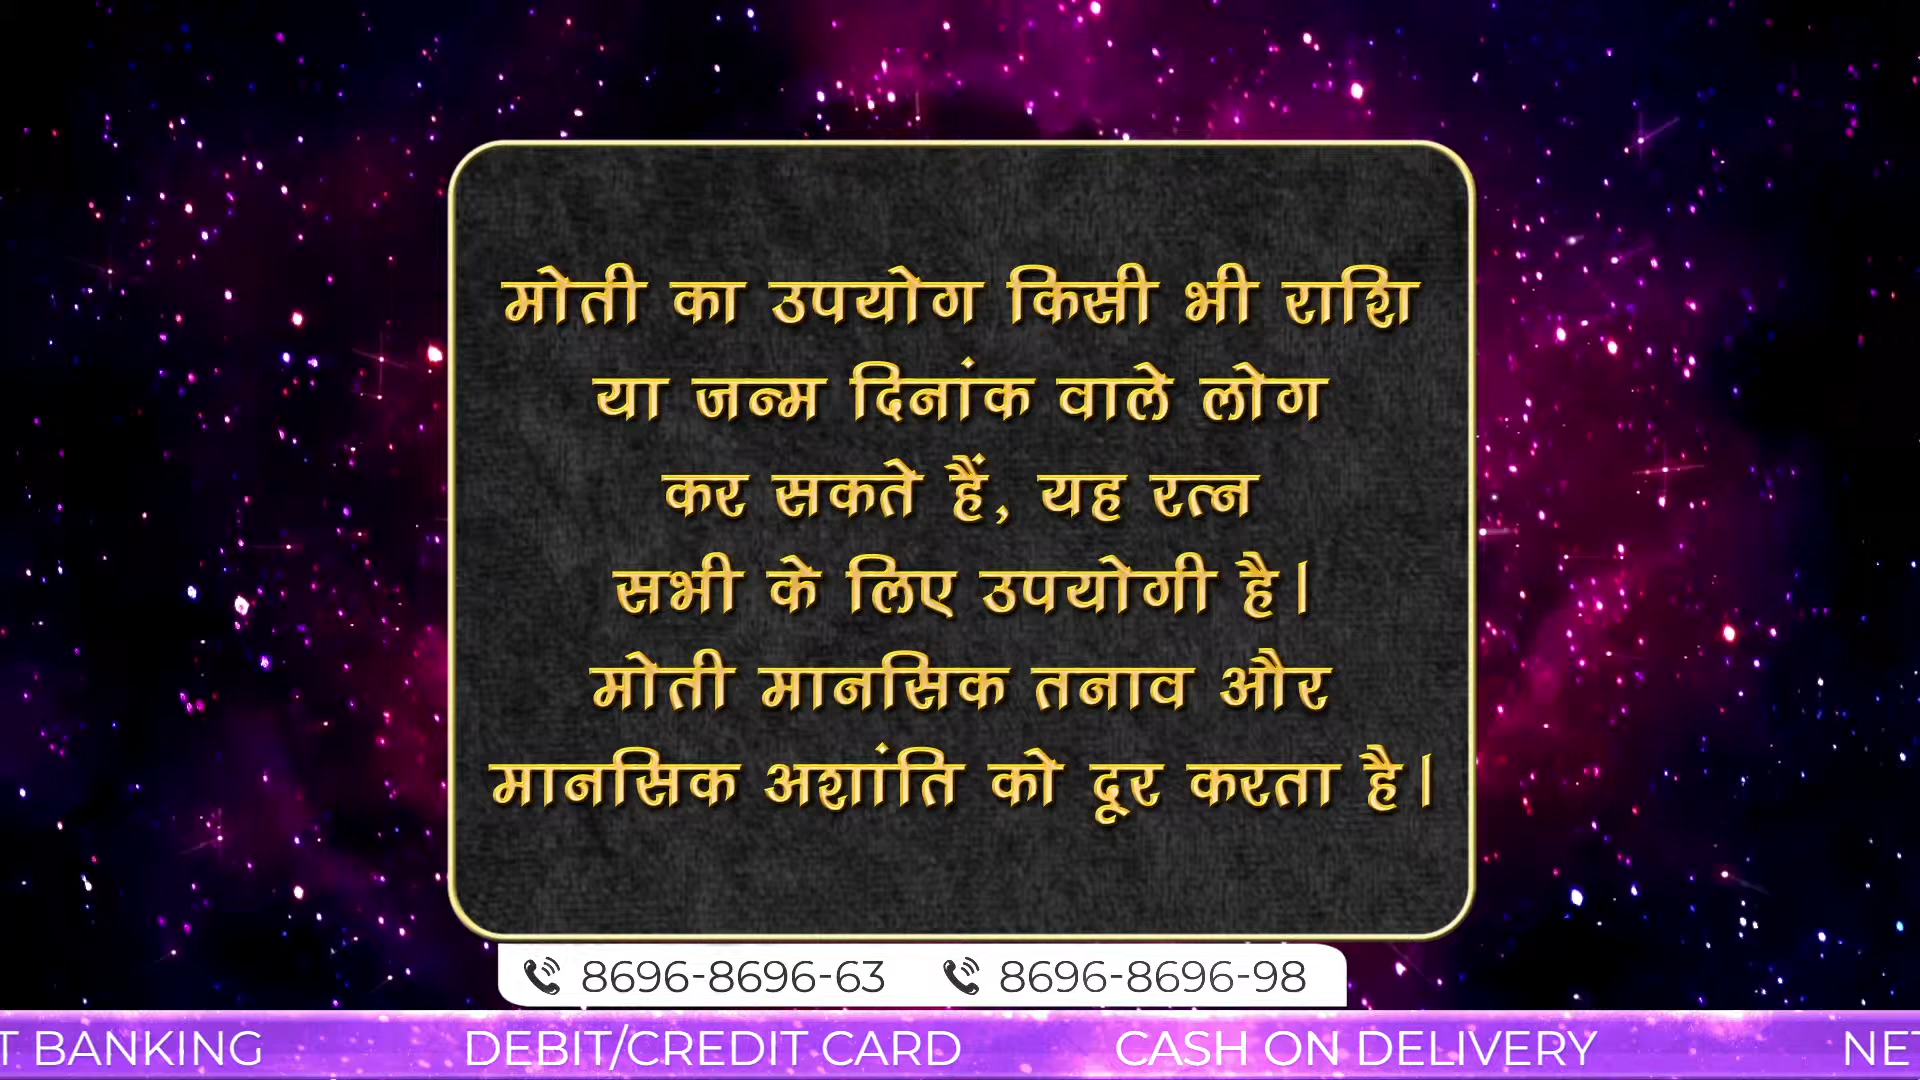 मोती का उपयोग किसी भी राशि
या जन्म दिनांक वाले लोग
कर सकते हैं, यह रत्न
सभी के लिए उपयोगी है।
मोती मानसिक तनाव और
मानसिक अशांति को दूर करता है।
8696-8696-63 8696-8696-98
T BANKING DEBIT/CREDIT CARD CASH ON DELIVERY NET